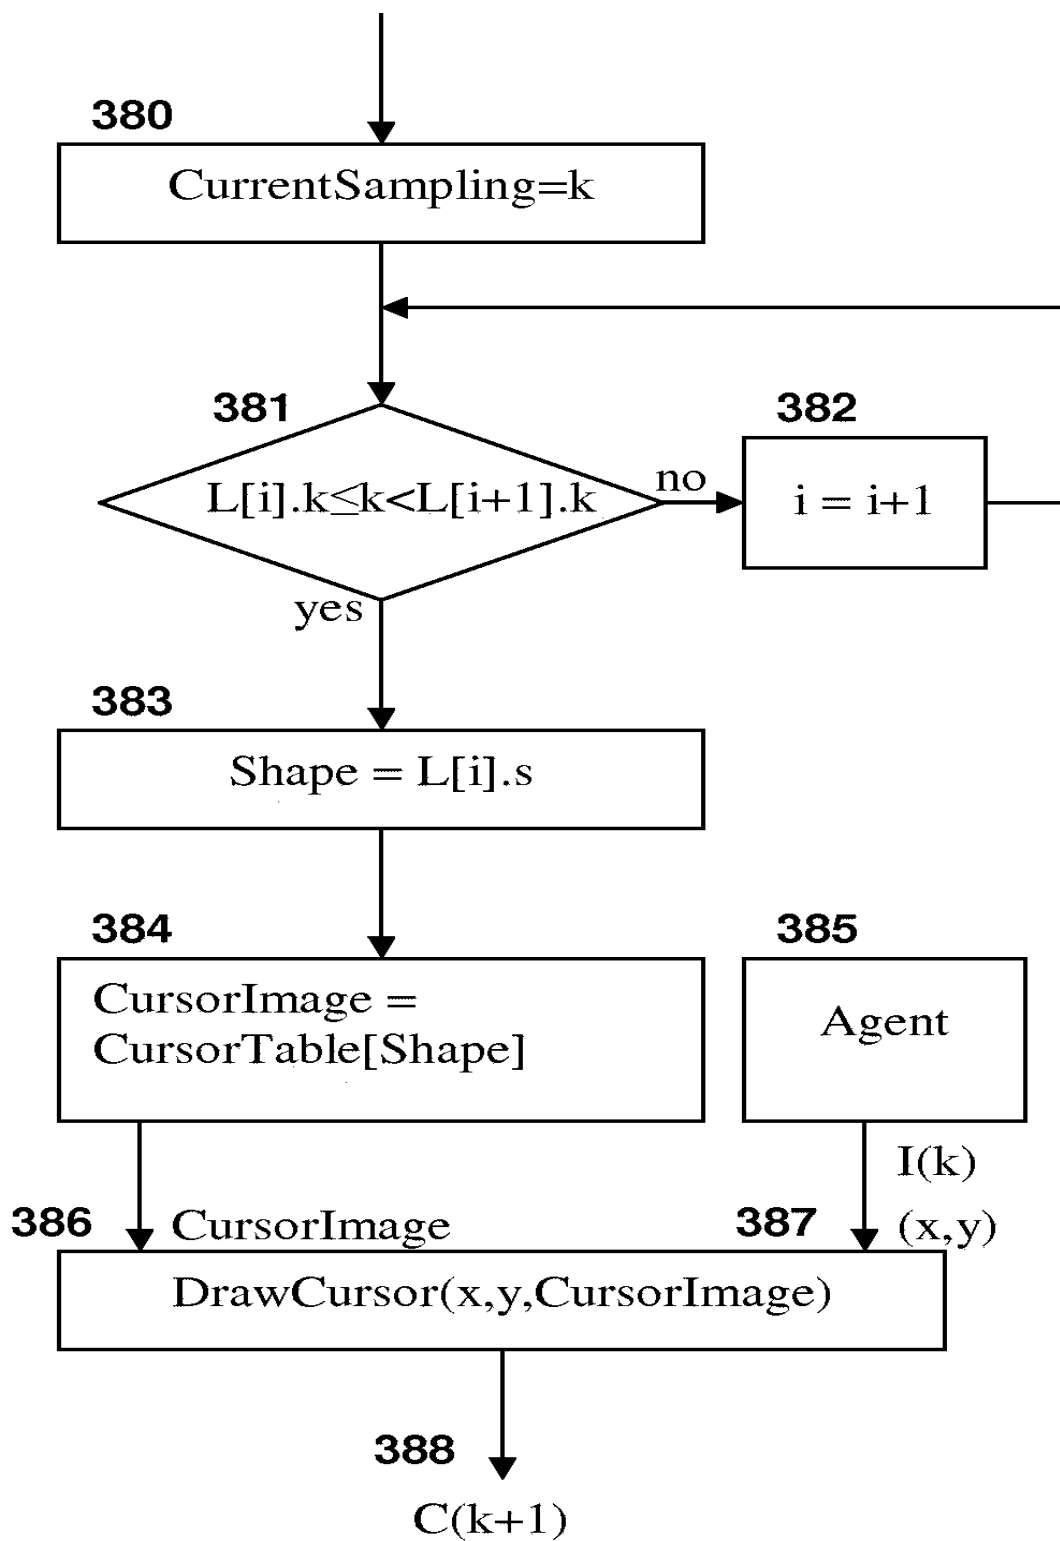 380
CurrentSampling=k
381
L[i].k≤k<L[i+1].k
no
382
i = i+1
yes
383
Shape = L[i].s
384
CursorImage =
CursorTable[Shape]
385
Agent
I(k)
386
CursorImage
387
(x,y)
DrawCursor(x,y,CursorImage)
388
C(k+1)